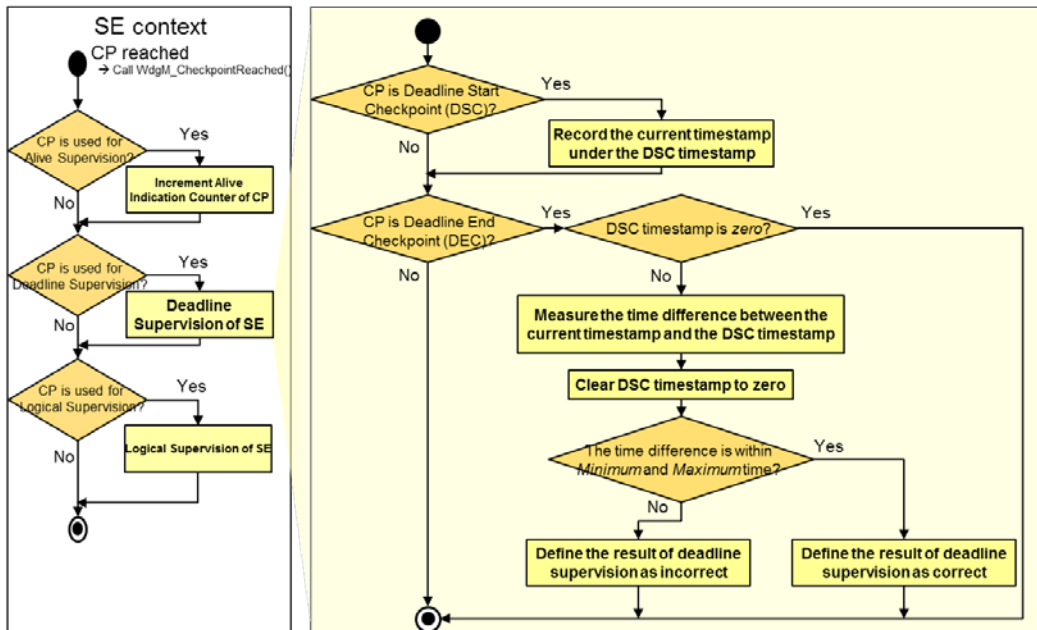 SE context
CP reached
→ Call WdgM_CheckpointReached()
CP is used for
Alive Supervision?
Yes
Increment Alive
Indication Counter of CP
No
CP is used for
Deadline Supervision?
Yes
Deadline
Supervision of SE
No
CP is used for
Logical Supervision?
Yes
Logical Supervision of SE
No
CP is Deadline Start
Checkpoint (DSC)?
Yes
Record the current timestamp
under the DSC timestamp
No
CP is Deadline End
Checkpoint (DEC)?
Yes
DSC timestamp is zero?
Yes
No
No
Measure the time difference between the
current timestamp and the DSC timestamp
Clear DSC timestamp to zero
The time difference is within
Minimum and Maximum time?
Yes
No
Define the result of deadline
supervision as incorrect
Define the result of deadline
supervision as correct